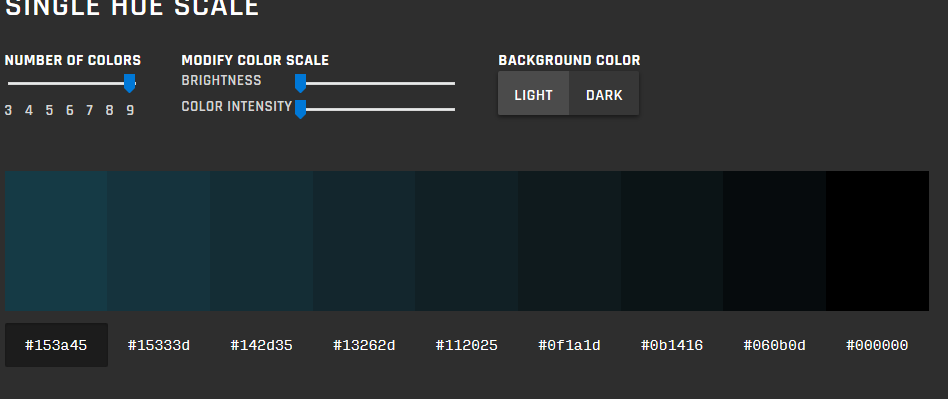 SINGLE HUE SCALE
NUMBER OF COLORS
3 4 5 6 7 8 9
MODIFY COLOR SCALE
BRIGHTNESS
COLOR INTENSITY
BACKGROUND COLOR
LIGHT DARK
#153a45 #15333d #142d35 #13262d #112025 #0f1a1d #0b1416 #060b0d #000000